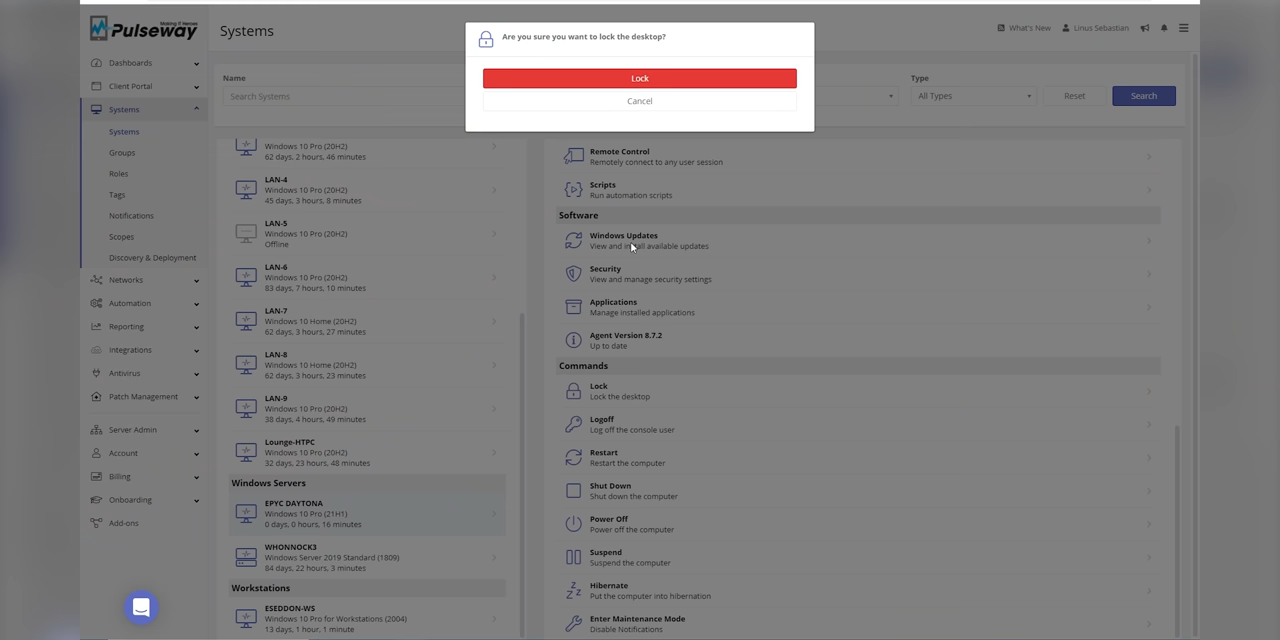 Making IT Heroes
Pulseway
Systems
What's New
Linus Sebastian
Are you sure you want to lock the desktop?
Lock
Cancel
Dashboards
Client Portal
Systems
Systems
Groups
Roles
Tags
Notifications
Scopes
Discovery & Deployment
Networks
Automation
Reporting
Integrations
Antivirus
Patch Management
Server Admin
Account
Billing
Onboarding
Add-ons
Name
Search Systems
Type
All Types
Reset
Search
Windows 10 Pro (20H2)
62 days, 2 hours, 46 minutes
LAN-4
Windows 10 Pro (20H2)
45 days, 3 hours, 8 minutes
LAN-5
Windows 10 Pro (20H2)
Offline
LAN-6
Windows 10 Pro (20H2)
83 days, 7 hours, 10 minutes
LAN-7
Windows 10 Home (20H2)
62 days, 3 hours, 27 minutes
LAN-8
Windows 10 Home (20H2)
62 days, 3 hours, 23 minutes
LAN-9
Windows 10 Pro (20H2)
38 days, 4 hours, 49 minutes
Lounge-HTPC
Windows 10 Pro (20H2)
32 days, 23 hours, 48 minutes
Windows Servers
EPYC DAYTONA
Windows 10 Pro (21H1)
0 days, 0 hours, 16 minutes
WHONNOCK3
Windows Server 2019 Standard (1809)
84 days, 22 hours, 3 minutes
Workstations
ESEDDON-WS
Windows 10 Pro for Workstations (2004)
13 days, 1 hour, 1 minute
Remote Control
Remotely connect to any user session
Scripts
Run automation scripts
Software
Windows Updates
View and install available updates
Security
View and manage security settings
Applications
Manage installed applications
Agent Version 8.7.2
Up to date
Commands
Lock
Lock the desktop
Logoff
Log off the console user
Restart
Restart the computer
Shut Down
Shut down the computer
Power Off
Power off the computer
Suspend
Suspend the computer
Hibernate
Put the computer into hibernation
Enter Maintenance Mode
Disable Notifications